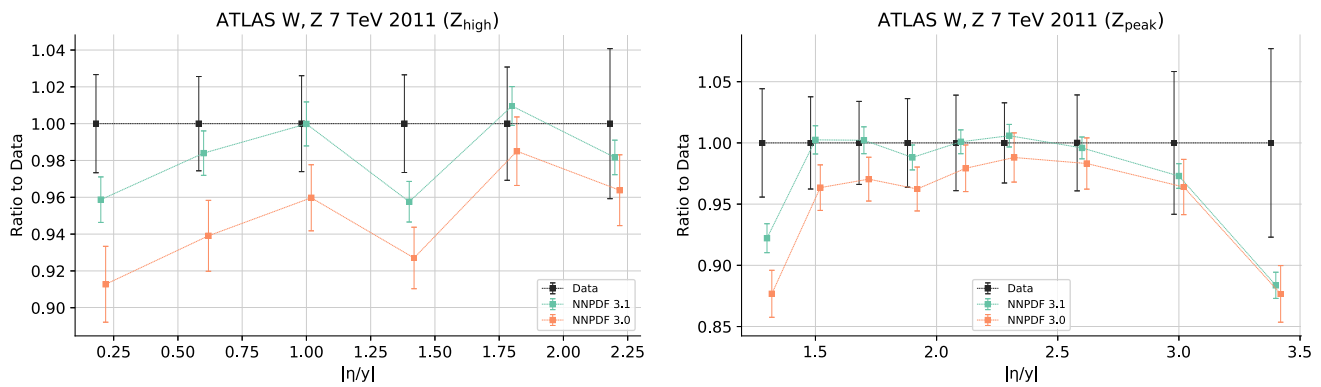 ATLAS W, Z 7 TeV 2011 (Z_high)
1.04
1.02
1.00
0.98
0.96
0.94
0.92
0.90
Ratio to Data
0.25
0.50
0.75
1.00
1.25
1.50
1.75
2.00
2.25
|η/y|
Data
NNPDF 3.1
NNPDF 3.0
ATLAS W, Z 7 TeV 2011 (Z_peak)
1.05
1.00
0.95
0.90
0.85
Ratio to Data
1.5
2.0
2.5
3.0
3.5
|η/y|
Data
NNPDF 3.1
NNPDF 3.0